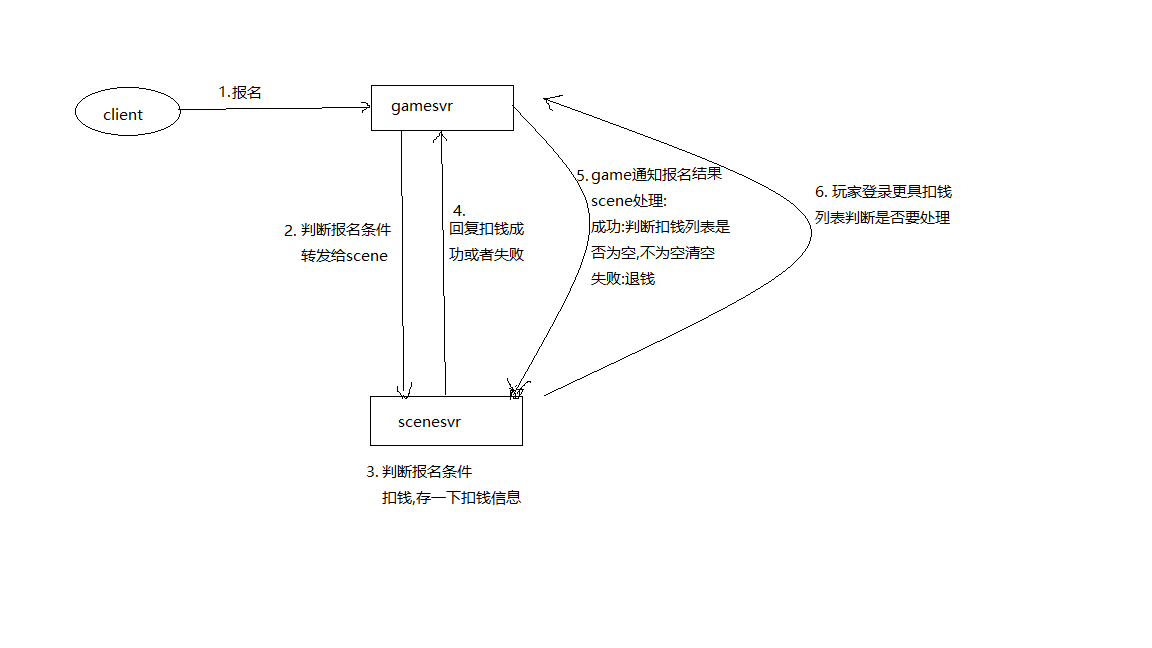 1.报名
client
gamesvr
2. 判断报名条件
转发给scene
4.
回复扣钱成
功或者失败
5. game通知报名结果
scene处理:
成功:判断扣钱列表是
否为空,不为空清空
失败:退钱
6. 玩家登录更具扣钱
列表判断是否要处理
scenesvr
3. 判断报名条件
扣钱,存一下扣钱信息